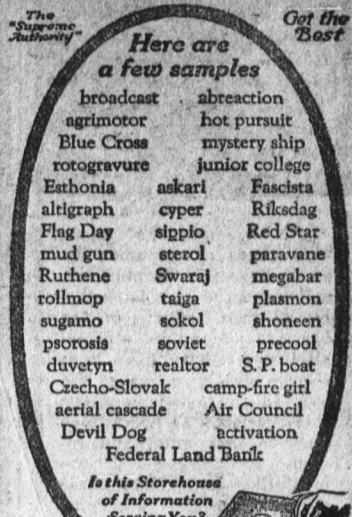 The
"Supreme
Authority"
Get the
Best
Here are
a few samples
broadcast abreaction
agrimotor hot pursuit
Blue Cross mystery ship
rotogravure junior college
Esthonia askari Fascista
altigraph cyper Riksdag
Flag Day sippio Red Star
mud gun sterol paravane
Ruthene Swaraj megabar
rollmop taiga plasmon
sugamo sokol shoneen
psorosis soviet precool
duvetyn realtor S. P. boat
Czecho-Slovak camp-fire girl
aerial cascade Air Council
Devil Dog activation
Federal Land Bank
Is this Storehouse
of Information
Serving You?